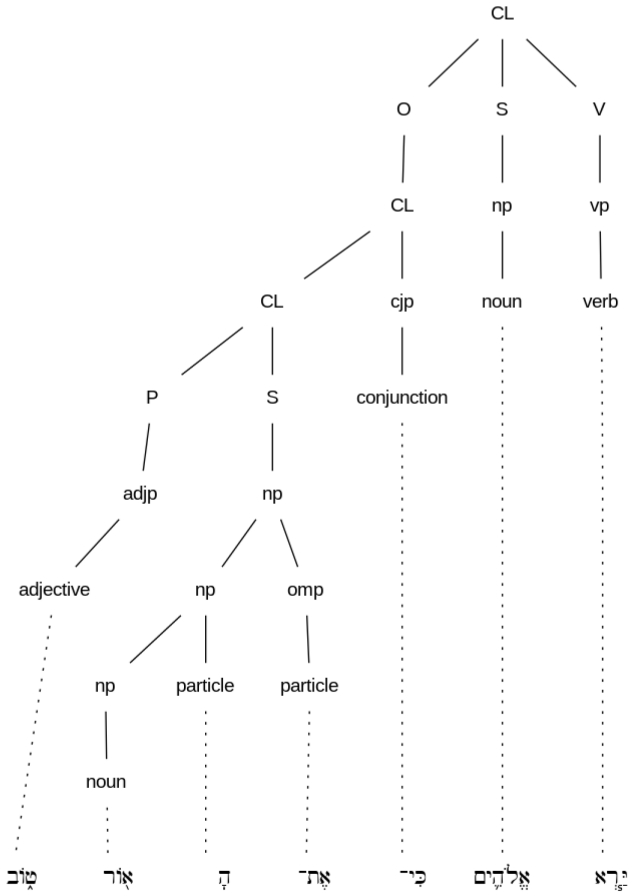 CL
O S V
CL np vp
CL cjp noun verb
P S conjunction
adjp np
adjective np omp
np particle particle
noun
יַּ֧רְא אֱלֹהִ֛ים כִּי־ אֶת־ הָ א֖וֹר ט֑וֹב